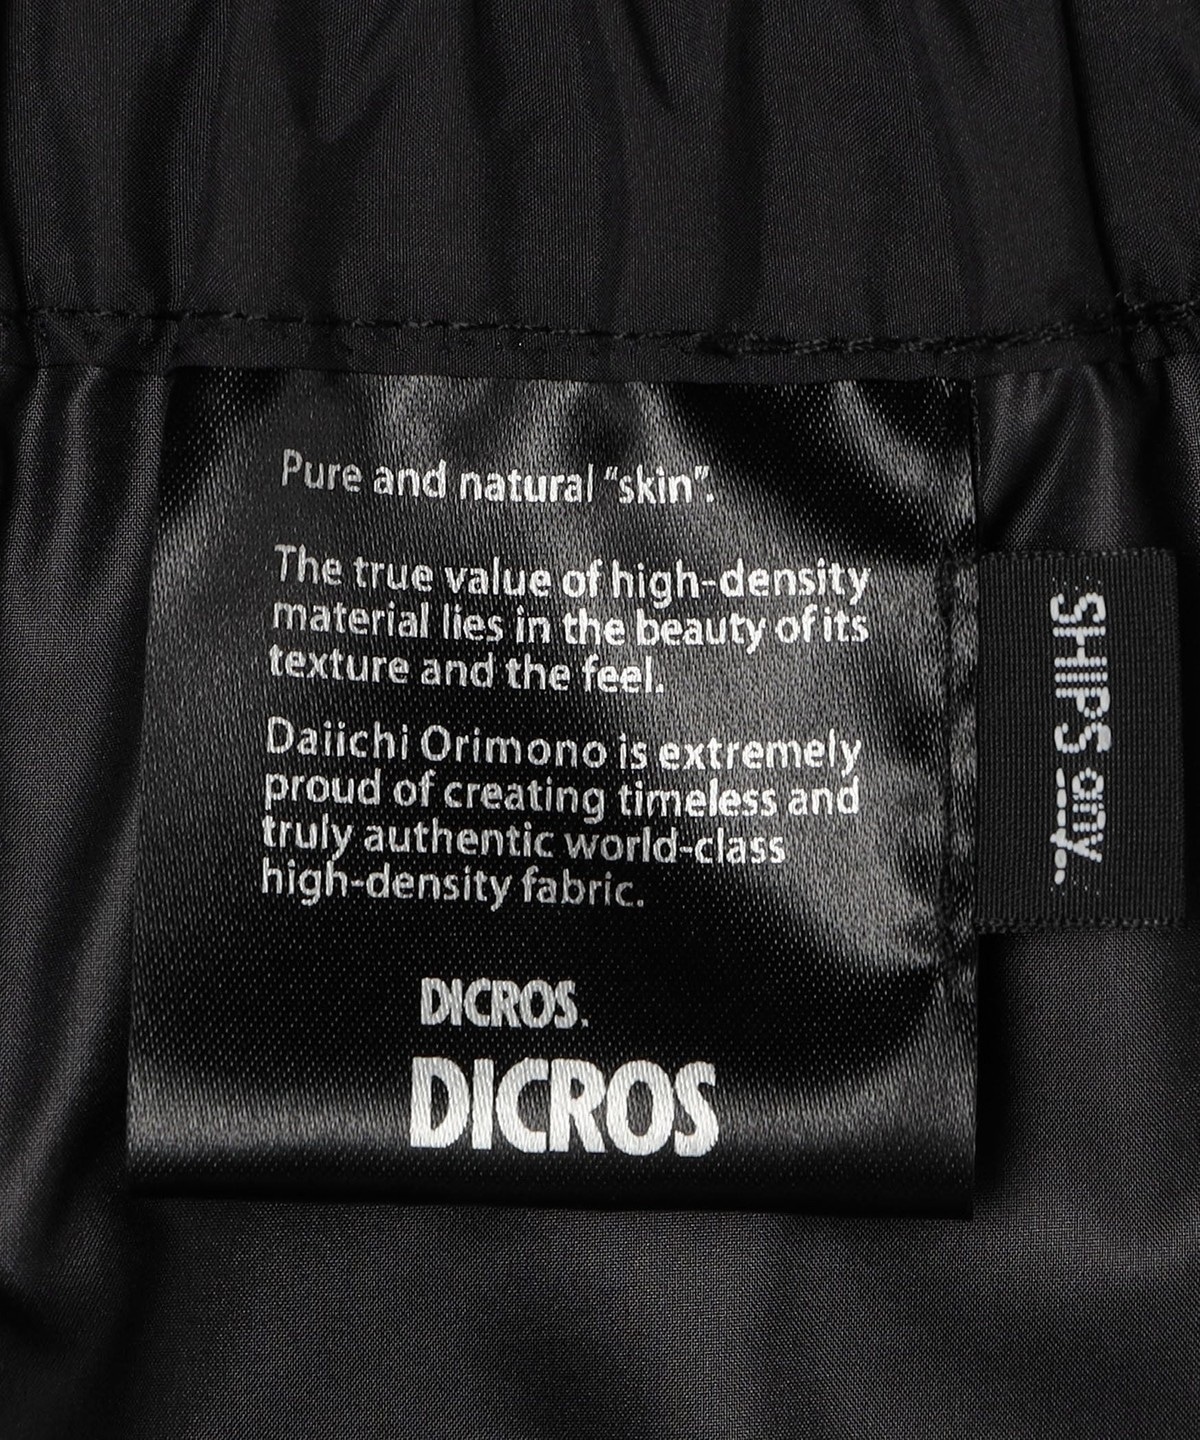 Pure and natural “skin”.
The true value of high-density
material lies in the beauty of its
texture and the feel.
Daiichi Orimono is extremely
proud of creating timeless and
truly authentic world-class
high-density fabric.
DICROS.
DICROS
SHIPS any.